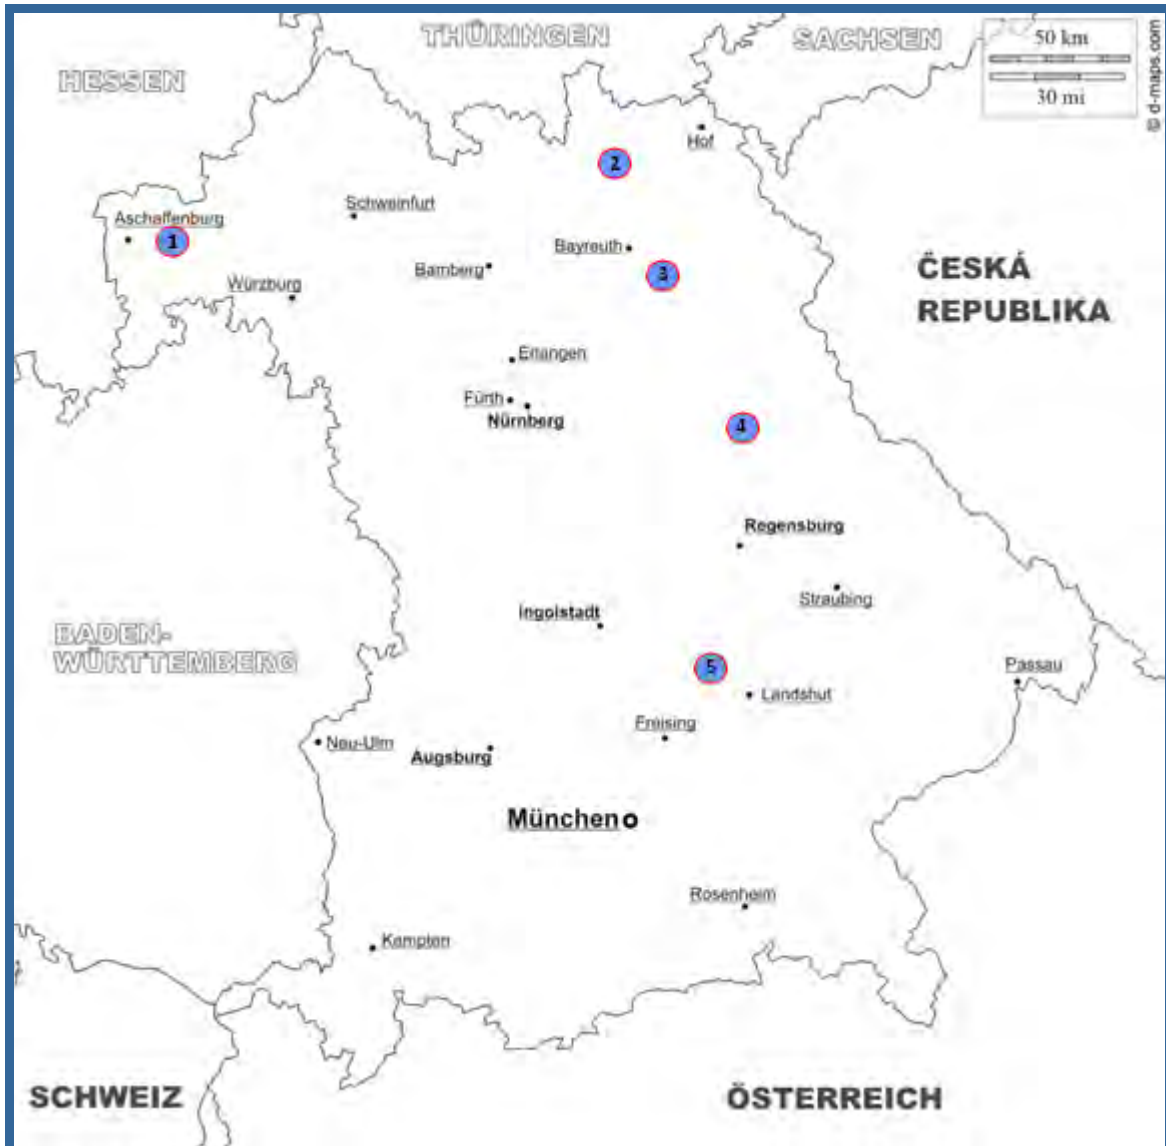 THÜRINGEN
SACHSEN
HESSEN
50 km
30 mi
© d-maps.com
Hof
2
Aschaffenburg
1
Schweinfurt
Bayreuth
Bamberg
3
ČESKÁ
REPUBLIKA
Würzburg
Erlangen
Fürth
Nürnberg
4
Regensburg
Straubing
Ingolstadt
BADEN-
WÜRTTEMBERG
5
Passau
Landshut
Freising
Neu-Ulm
Augsburg
München
Rosenheim
Kempten
SCHWEIZ
ÖSTERREICH